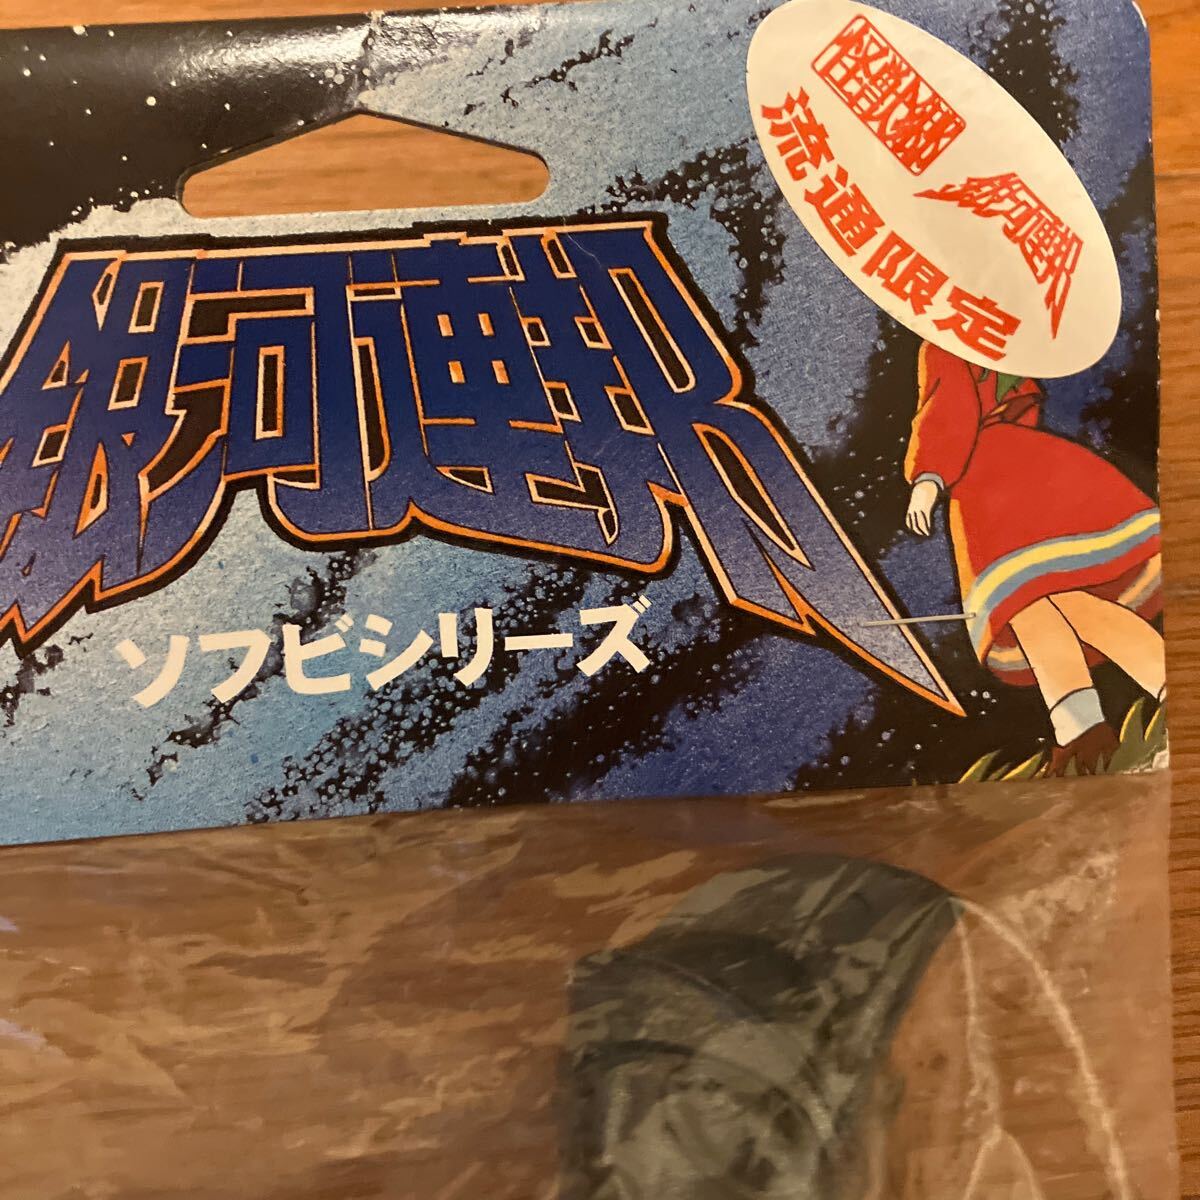 怪獣郷
銀河連邦
流通限定
銀河連邦
ソフビシリーズ